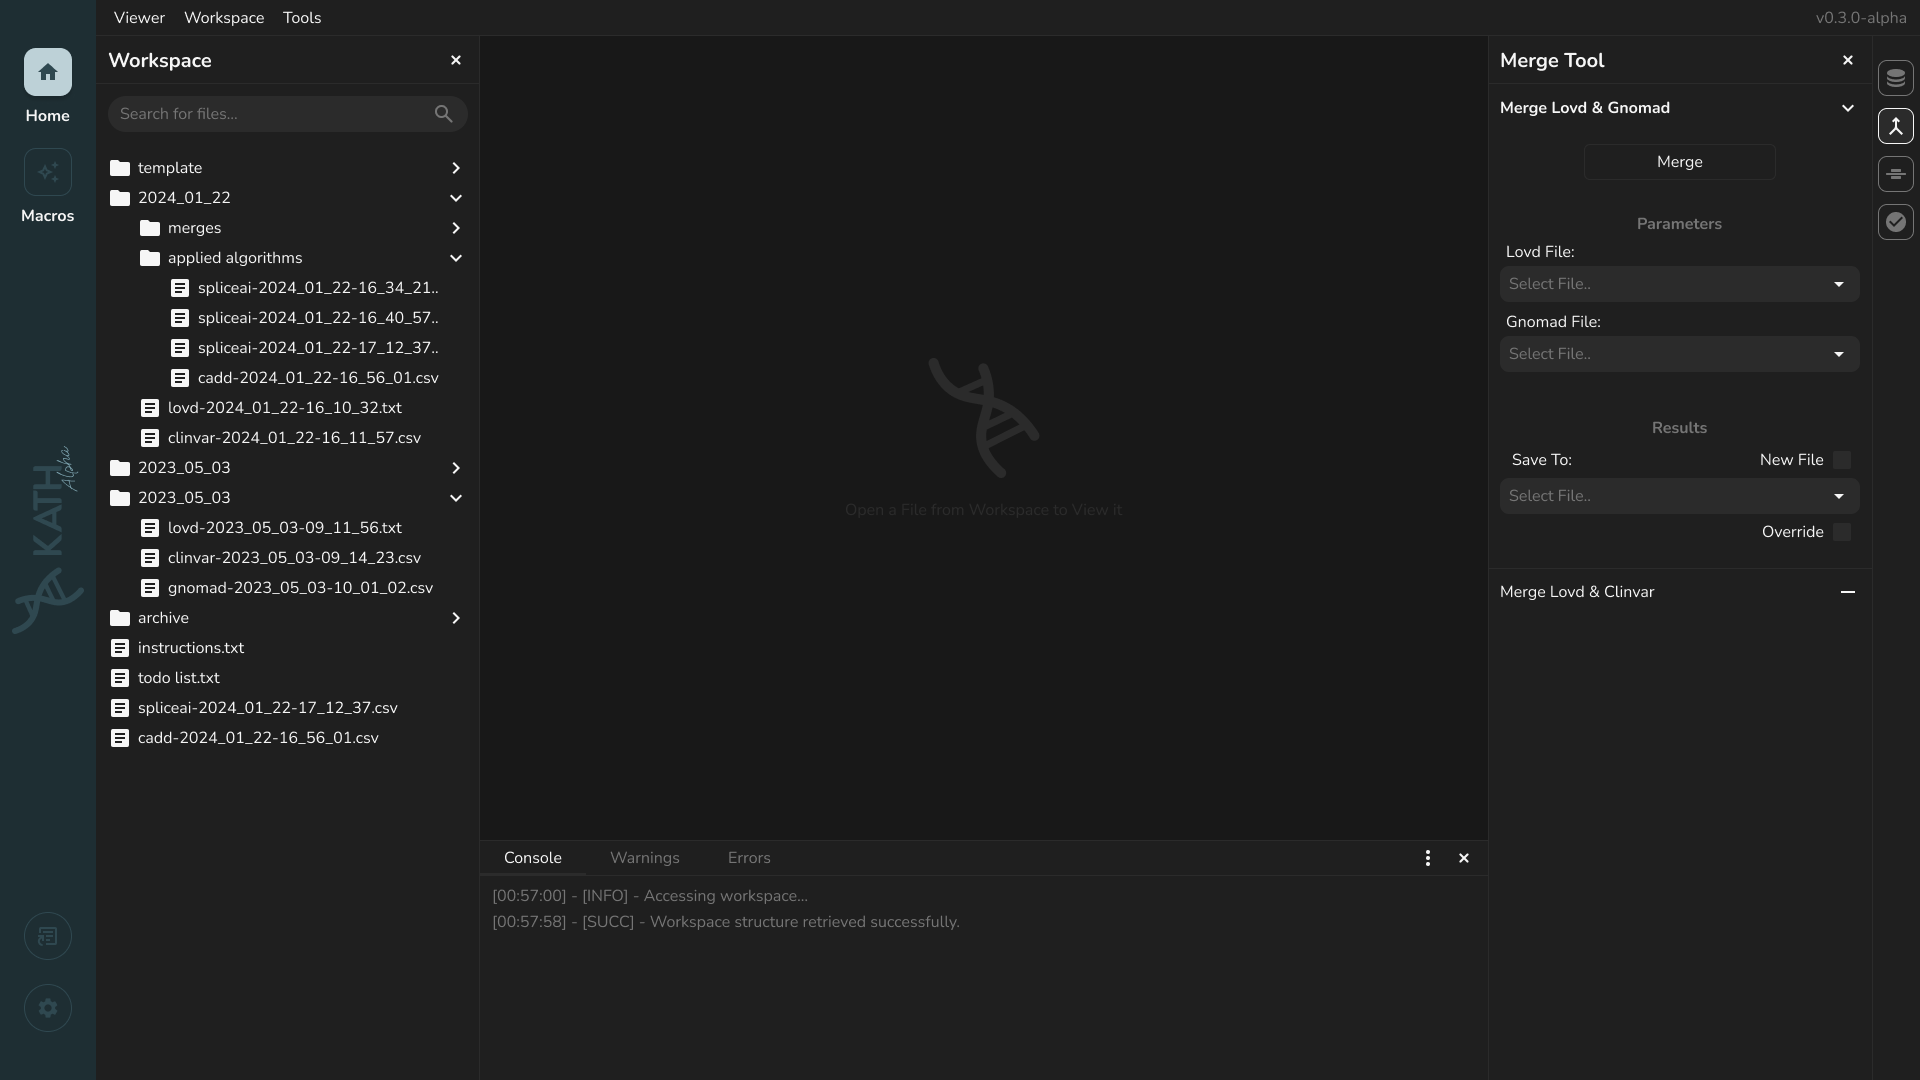 Viewer Workspace Tools
v0.3.0-alpha
Home
Macros
KATH
Alpha
Workspace
Search for files...
template
2024_01_22
merges
applied algorithms
spliceai-2024_01_22-16_34_21..
spliceai-2024_01_22-16_40_57..
spliceai-2024_01_22-17_12_37..
cadd-2024_01_22-16_56_01.csv
lovd-2024_01_22-16_10_32.txt
clinvar-2024_01_22-16_11_57.csv
2023_05_03
2023_05_03
lovd-2023_05_03-09_11_56.txt
clinvar-2023_05_03-09_14_23.csv
gnomad-2023_05_03-10_01_02.csv
archive
instructions.txt
todo list.txt
spliceai-2024_01_22-17_12_37.csv
cadd-2024_01_22-16_56_01.csv
Open a File from Workspace to View it
Console Warnings Errors
[00:57:00] - [INFO] - Accessing workspace...
[00:57:58] - [SUCC] - Workspace structure retrieved successfully.
Merge Tool
Merge Lovd & Gnomad
Merge
Parameters
Lovd File:
Select File..
Gnomad File:
Select File..
Results
Save To: New File
Select File..
Override
Merge Lovd & Clinvar